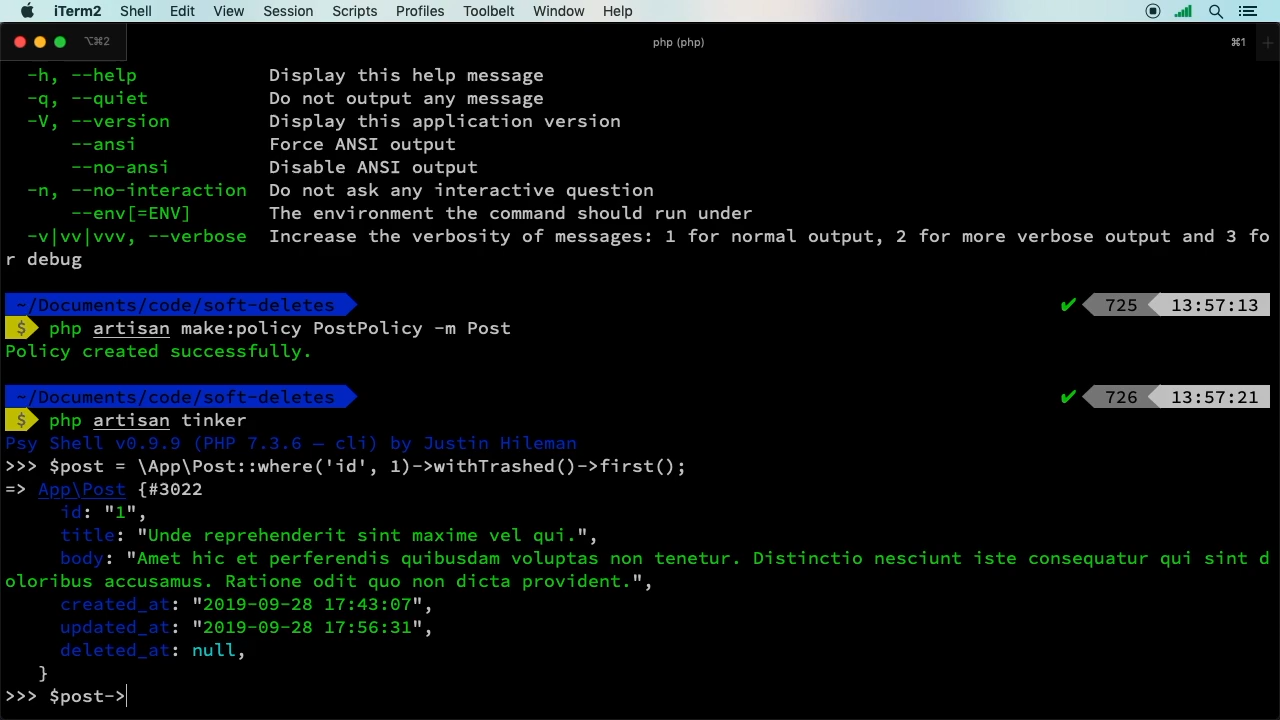 iTerm2 Shell Edit View Session Scripts Profiles Toolbelt Window Help
⌥⌘2 php (php) ⌘1
-h, --help Display this help message
-q, --quiet Do not output any message
-V, --version Display this application version
--ansi Force ANSI output
--no-ansi Disable ANSI output
-n, --no-interaction Do not ask any interactive question
--env[=ENV] The environment the command should run under
-v|vv|vvv, --verbose Increase the verbosity of messages: 1 for normal output, 2 for more verbose output and 3 fo
r debug
~/Documents/code/soft-deletes ✔ 725 13:57:13
$ php artisan make:policy PostPolicy -m Post
Policy created successfully.
~/Documents/code/soft-deletes ✔ 726 13:57:21
$ php artisan tinker
Psy Shell v0.9.9 (PHP 7.3.6 — cli) by Justin Hileman
>>> $post = \App\Post::where('id', 1)->withTrashed()->first();
=> App\Post {#3022
id: "1",
title: "Unde reprehenderit sint maxime vel qui.",
body: "Amet hic et perferendis quibusdam voluptas non tenetur. Distinctio nesciunt iste consequatur qui sint d
oloribus accusamus. Ratione odit quo non dicta provident.",
created_at: "2019-09-28 17:43:07",
updated_at: "2019-09-28 17:56:31",
deleted_at: null,
}
>>> $post->